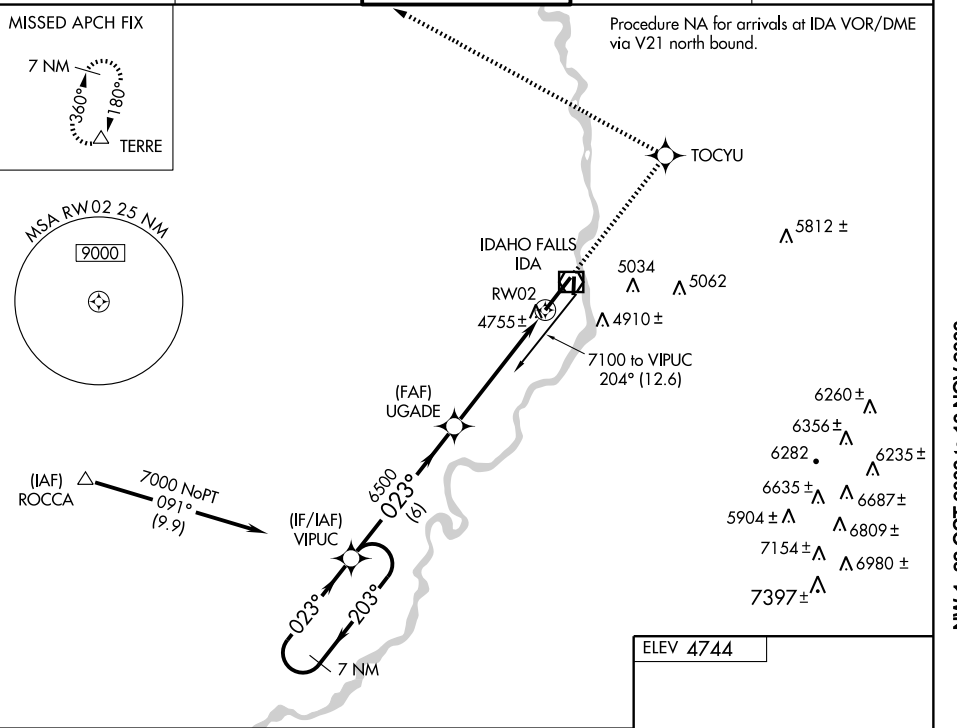 MISSED APCH FIX
7 NM
360°
180°
TERRE
Procedure NA for arrivals at IDA VOR/DME
via V21 north bound.
TOCYU
MSA RW02 25 NM
9000
5812 ±
IDAHO FALLS
IDA
5034
5062
RW02
4755±
4910 ±
7100 to VIPUC
204° (12.6)
(FAF)
UGADE
6260±
6356±
6282
6235±
6635±
6687±
5904 ±
6809±
7154±
6980 ±
7397±
(IAF)
ROCCA
7000 NoPT
091°
(9.9)
6500
023°
(6)
(IF/IAF)
VIPUC
023°
203°
7 NM
ELEV 4744